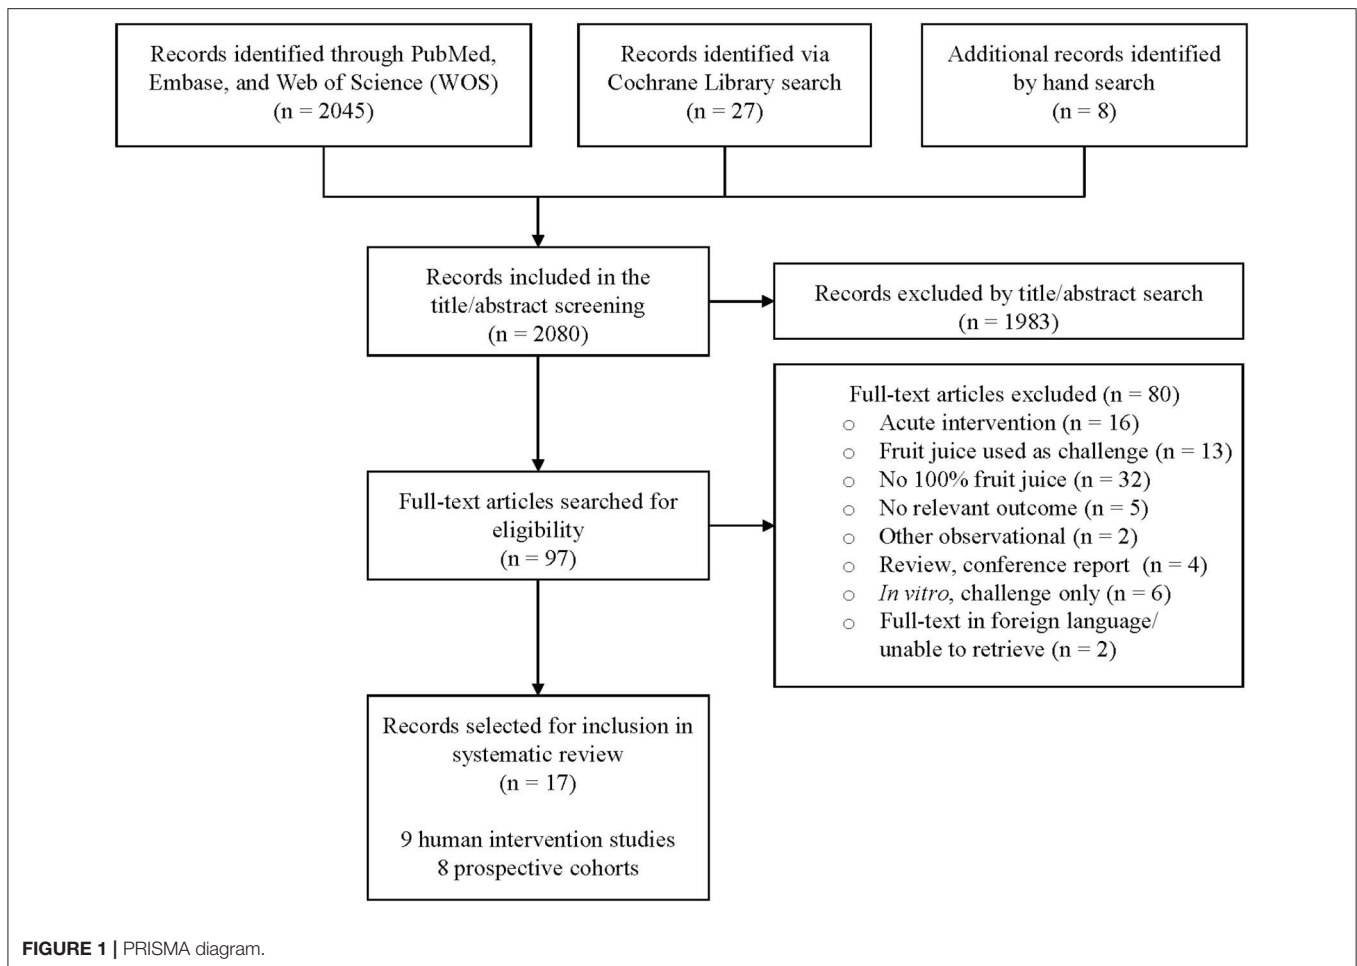 Records identified through PubMed,
Embase, and Web of Science (WOS)
(n = 2045)
Records identified via
Cochrane Library search
(n = 27)
Additional records identified
by hand search
(n = 8)
Records included in the
title/abstract screening
(n = 2080)
Records excluded by title/abstract search
(n = 1983)
Full-text articles searched for
eligibility
(n = 97)
Full-text articles excluded (n = 80)
○ Acute intervention (n = 16)
○ Fruit juice used as challenge (n = 13)
○ No 100% fruit juice (n = 32)
○ No relevant outcome (n = 5)
○ Other observational (n = 2)
○ Review, conference report (n = 4)
○ In vitro, challenge only (n = 6)
○ Full-text in foreign language/
unable to retrieve (n = 2)
Records selected for inclusion in
systematic review
(n = 17)
9 human intervention studies
8 prospective cohorts
FIGURE 1 | PRISMA diagram.